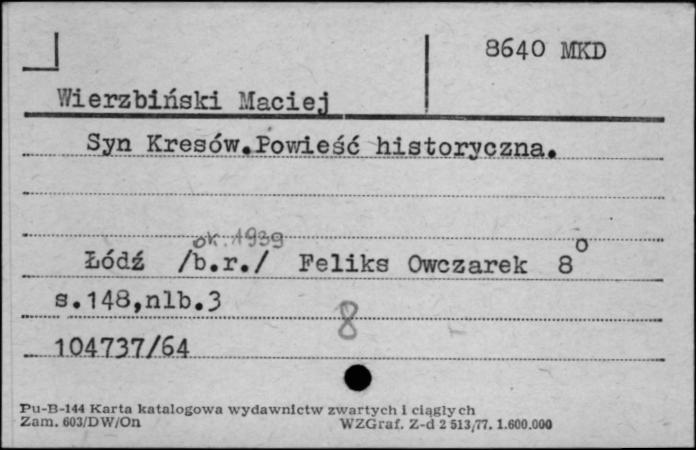 8640 MKD
Wierzbiński Maciej
Syn Kresów.Powieść historyczna.
ok. 1939
Łódź /b.r./ Feliks Owczarek 8°
s.148,nlb.3
8
104737/64
Pu-B-144 Karta katalogowa wydawnictw zwartych i ciągłych
Zam. 603/DW/On WZGraf. Z-d 2 513/77. 1.600.000